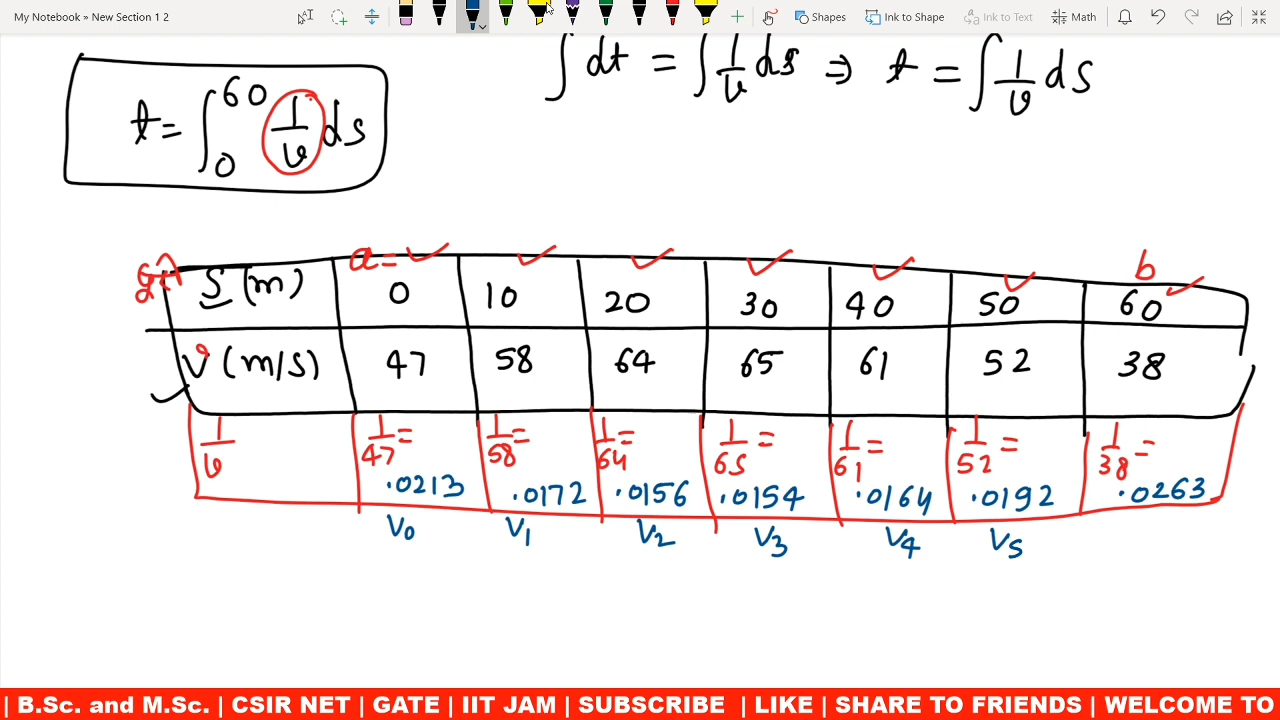 My Notebook » New Section 1 2
Shapes
Ink to Shape
Ink to Text
Math
∫ dt = ∫ 1/v ds ⇒ t = ∫ 1/v ds
t = ∫₀⁶⁰ 1/v ds
a =
b
S (m) 0 10 20 30 40 50 60
v (m/s) 47 58 64 65 61 52 38
1/v 1/47 = 1/58 = 1/64 = 1/65 = 1/61 = 1/52 = 1/38 =
.0213 .0172 .0156 .0154 .0164 .0192 .0263
V₀ V₁ V₂ V₃ V₄ V₅
| B.Sc. and M.Sc. | CSIR NET | GATE | IIT JAM | SUBSCRIBE | LIKE | SHARE TO FRIENDS | WELCOME TO